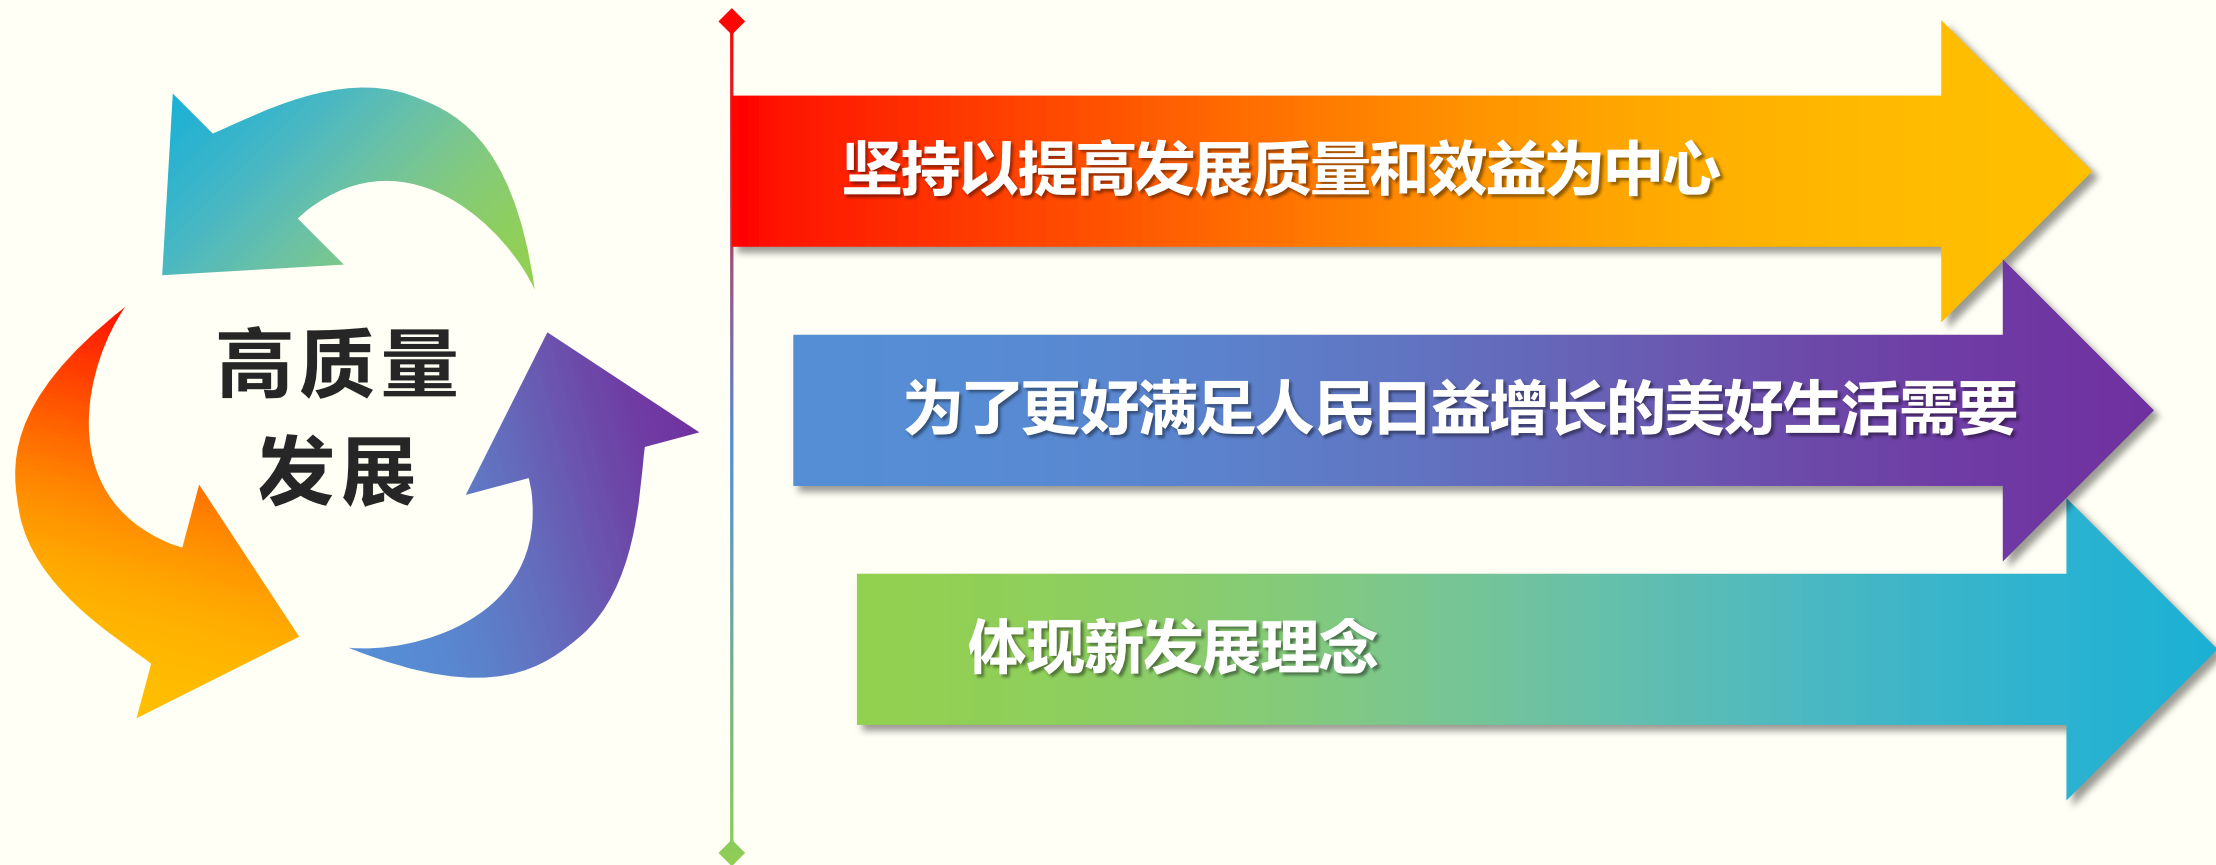 高质量
发展
坚持以提高发展质量和效益为中心
为了更好满足人民日益增长的美好生活需要
体现新发展理念